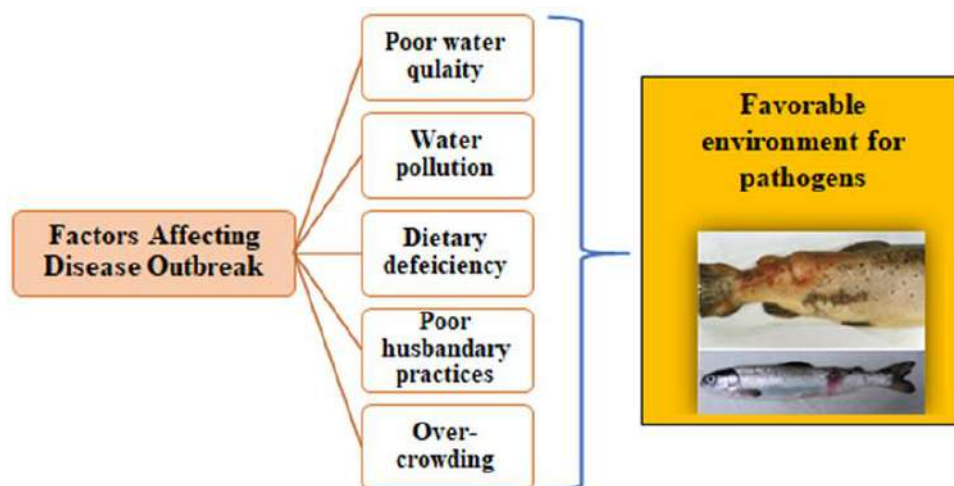 Factors Affecting
Disease Outbreak
Poor water
qulaity
Water
pollution
Dietary
defeiciency
Poor
husbandary
practices
Over-
crowding
Favorable
environment for
pathogens